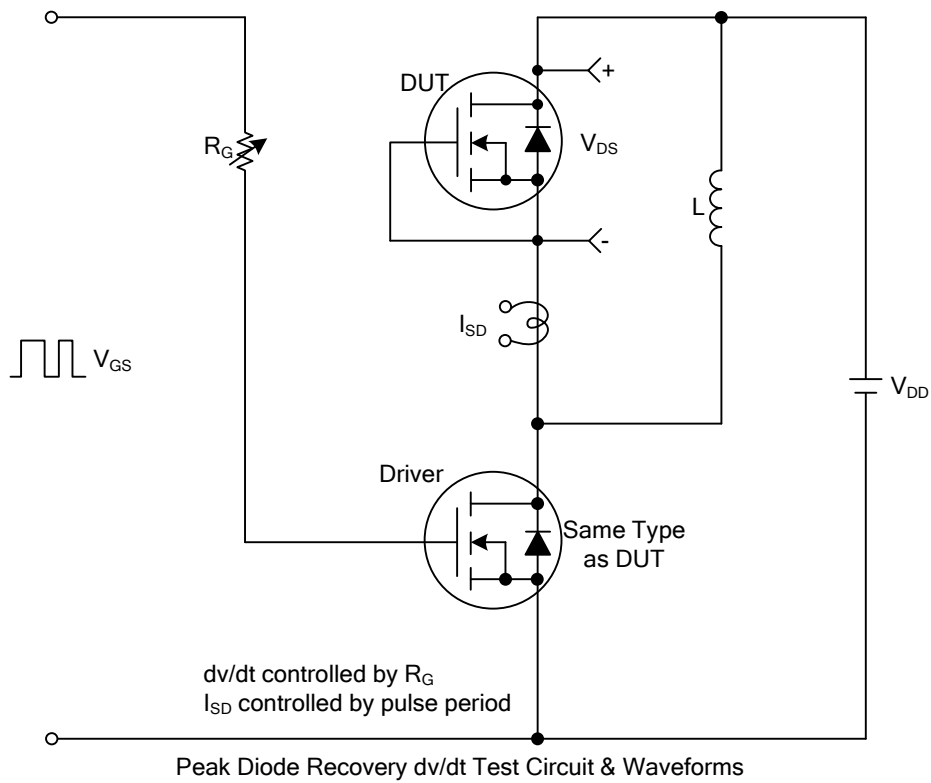 DUT
+
R_G
V_DS
L
-
I_SD
V_GS
V_DD
Driver
Same Type
as DUT
dv/dt controlled by R_G
I_SD controlled by pulse period
Peak Diode Recovery dv/dt Test Circuit & Waveforms